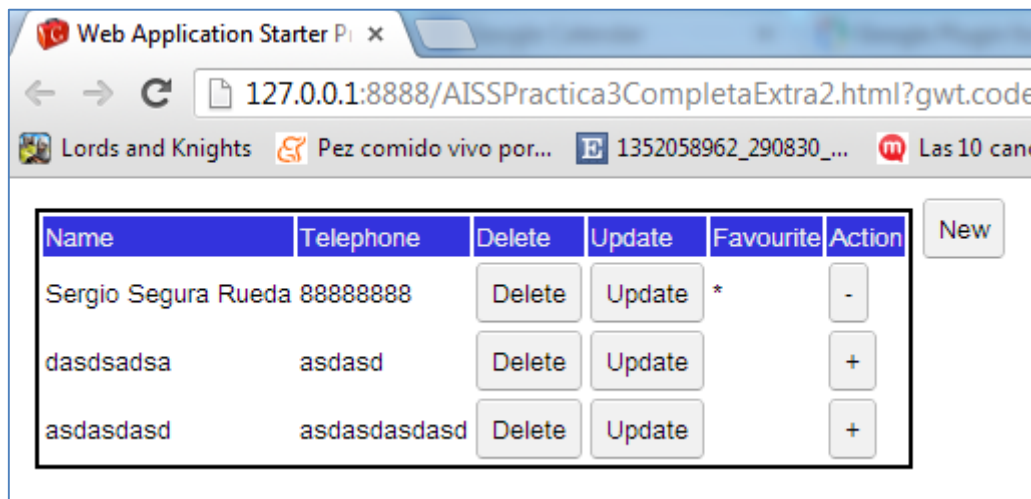 Web Application Starter P
127.0.0.1:8888/AISSPractica3CompletaExtra2.html?gwt.code
Lords and Knights Pez comido vivo por... E 1352058962_290830_... m Las 10 can
Name Telephone Delete Update Favourite Action New
Sergio Segura Rueda 88888888 Delete Update * -
dasdsadsa asdasd Delete Update +
asdasdasd asdasdasdasd Delete Update +